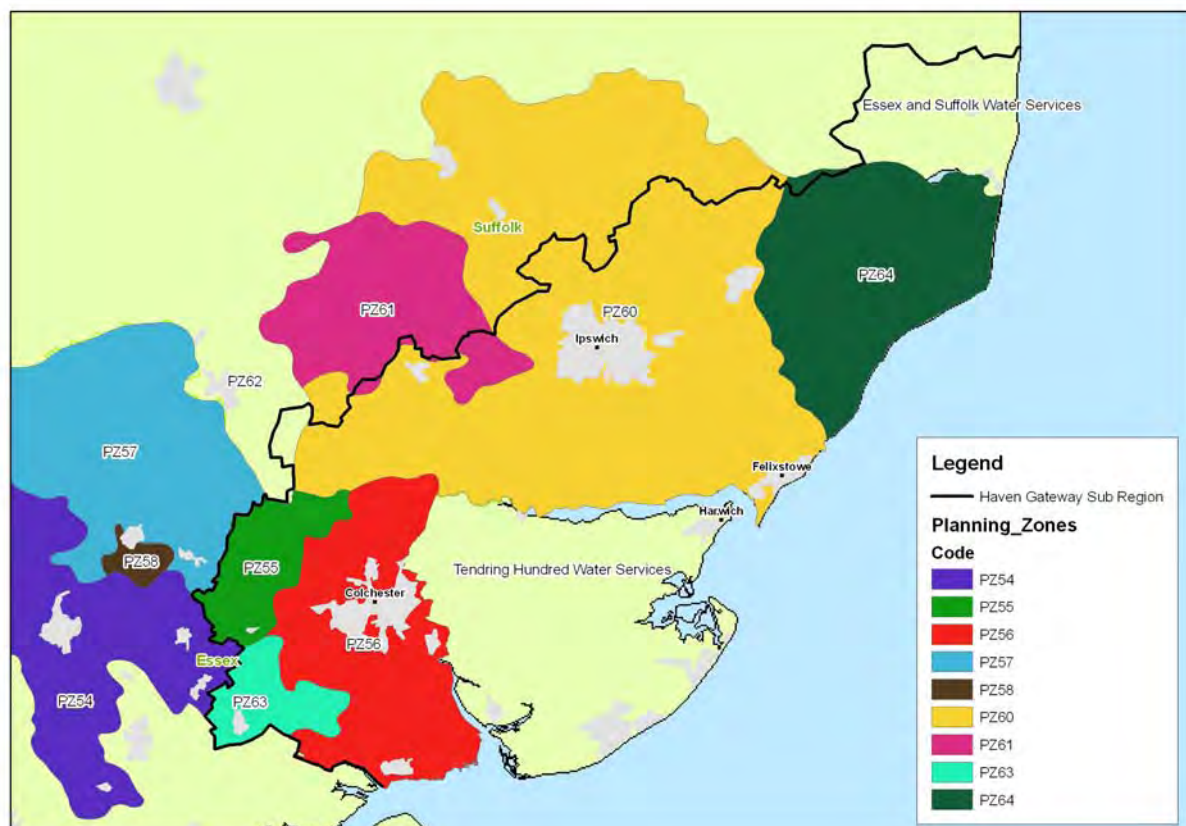 Essex and Suffolk Water Services
Suffolk
PZ64
PZ61
PZ60
Ipswich
PZ62
PZ57
Felixstowe
Harwich
PZ58
PZ55
Tendring Hundred Water Services
Colchester
PZ56
Essex
PZ54
PZ63
Legend
Haven Gateway Sub Region
Planning_Zones
Code
PZ54
PZ55
PZ56
PZ57
PZ58
PZ60
PZ61
PZ63
PZ64